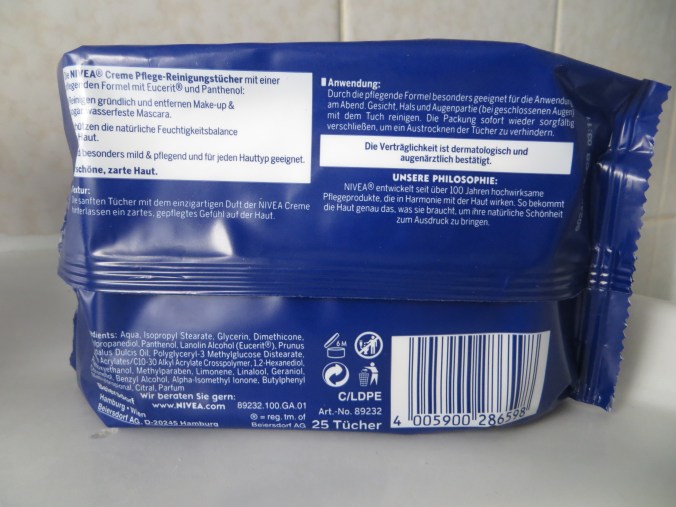 NIVEA® Creme Pflege-Reinigungstücher mit einer
den Formel mit Eucerit® und Panthenol:
gründlich und entfernen Make-up &
wasserfeste Mascara.
die natürliche Feuchtigkeitsbalance
Haut.
besonders mild & pflegend und für jeden Hauttyp geeignet.
schöne, zarte Haut.
sanften Tücher mit dem einzigartigen Duft der NIVEA Creme
hinterlassen ein zartes, gepflegtes Gefühl auf der Haut.
Anwendung:
Durch die pflegende Formel besonders geeignet für die Anwendung
am Abend. Gesicht, Hals und Augenpartie (bei geschlossenen Augen)
mit dem Tuch reinigen. Die Packung sofort wieder sorgfältig
verschließen, um ein Austrocknen der Tücher zu verhindern.
Die Verträglichkeit ist dermatologisch und
augenärztlich bestätigt.
UNSERE PHILOSOPHIE:
NIVEA® entwickelt seit über 100 Jahren hochwirksame
Pflegeprodukte, die in Harmonie mit der Haut wirken. So bekommt
die Haut genau das, was sie braucht, um ihre natürliche Schönheit
zum Ausdruck zu bringen.
Aqua, Isopropyl Stearate, Glycerin, Dimethicone,
Panthenol, Lanolin Alcohol (Eucerit®), Prunus
Dulcis Oil, Polyglyceryl-3 Methylglucose Distearate,
Acrylates/C10-30 Alkyl Acrylate Crosspolymer, 1,2-Hexanediol,
Methylparaben, Limonene, Linalool, Geraniol,
Benzyl Alcohol, Alpha-Isomethyl Ionone, Butylphenyl
Citral, Parfum
Beiersdorf
Hamburg • Wien
Beiersdorf AG, D-20245 Hamburg
Wir beraten Sie gern:
www.NIVEA.com
89232.100.GA.01
® = reg. tm. of
Beiersdorf AG
6M
C/LDPE
Art.-No. 89232
25 Tücher
4 005900 286598